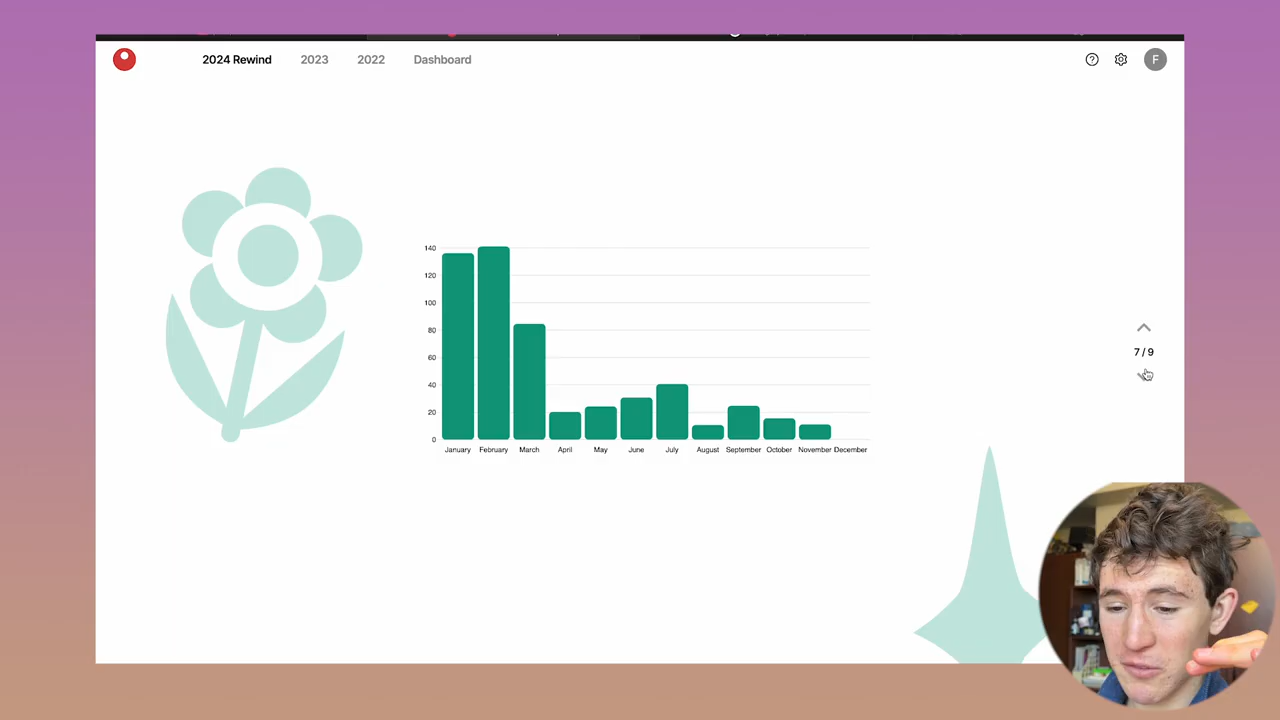 2024 Rewind 2023 2022 Dashboard F
140
120
100
80
60
40
20
0
January February March April May June July August September October November December
7 / 9